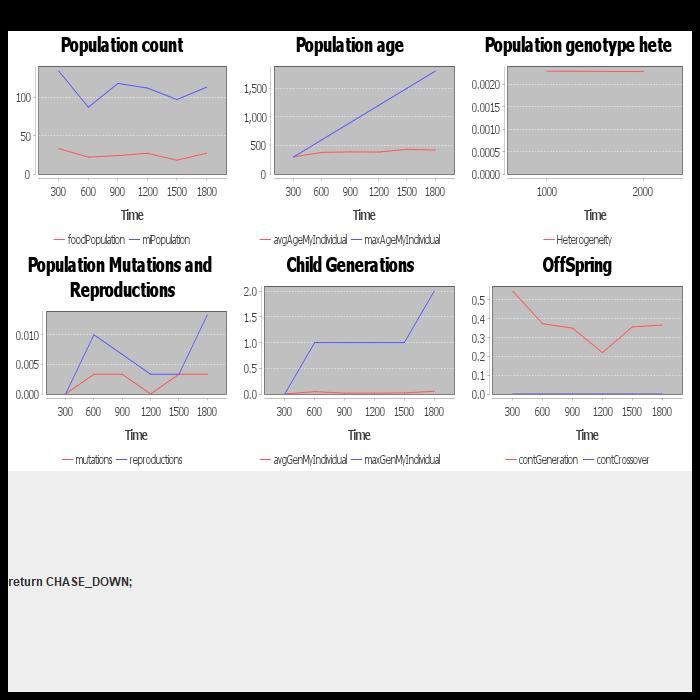 Population count
100
50
0
300 600 900 1200 1500 1800
Time
foodPopulation miPopulation
Population age
1,500
1,000
500
0
300 600 900 1200 1500 1800
Time
avgAgeMyIndividual maxAgeMyIndividual
Population genotype hete
0.0020
0.0015
0.0010
0.0005
0.0000
1000 2000
Time
Heterogeneity
Population Mutations and
Reproductions
0.010
0.005
0.000
300 600 900 1200 1500 1800
Time
mutations reproductions
Child Generations
2.0
1.5
1.0
0.5
0.0
300 600 900 1200 1500 1800
Time
avgGenMyIndividual maxGenMyIndividual
OffSpring
0.5
0.4
0.3
0.2
0.1
0.0
300 600 900 1200 1500 1800
Time
contGeneration contCrossover
return CHASE_DOWN;